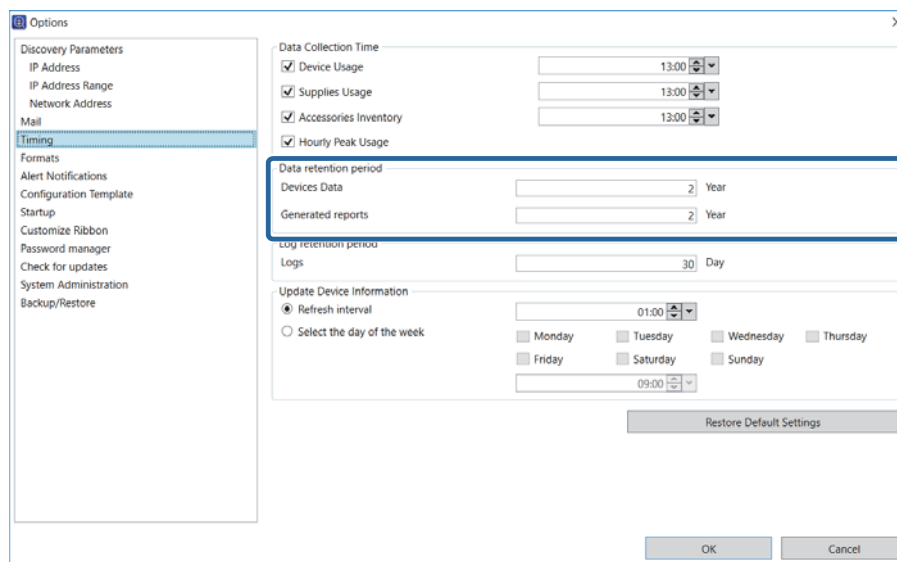 Options
Discovery Parameters
IP Address
IP Address Range
Network Address
Mail
Timing
Formats
Alert Notifications
Configuration Template
Startup
Customize Ribbon
Password manager
Check for updates
System Administration
Backup/Restore
Data Collection Time
Device Usage 13:00
Supplies Usage 13:00
Accessories Inventory 13:00
Hourly Peak Usage
Data retention period
Devices Data 2 Year
Generated reports 2 Year
Log retention period
Logs 30 Day
Update Device Information
Refresh interval 01:00
Select the day of the week
Monday Tuesday Wednesday Thursday
Friday Saturday Sunday
09:00
Restore Default Settings
OK Cancel